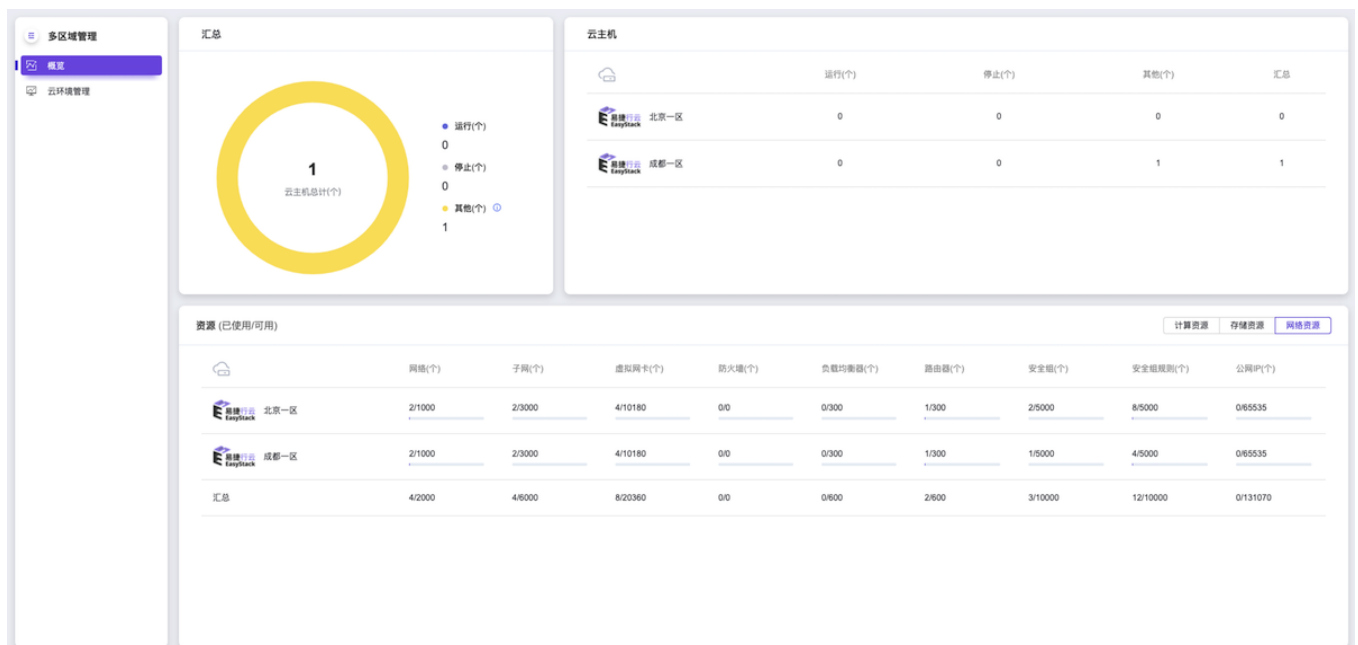 多区域管理
概览
云环境管理
汇总
1
云主机总计(个)
运行(个)
0
停止(个)
0
其他(个)
1
云主机
运行(个) 停止(个) 其他(个) 汇总
易捷行云 EasyStack 北京一区 0 0 0 0
易捷行云 EasyStack 成都一区 0 0 1 1
资源 (已使用/可用)
计算资源 存储资源 网络资源
网络(个) 子网(个) 虚拟网卡(个) 防火墙(个) 负载均衡器(个) 路由器(个) 安全组(个) 安全组规则(个) 公网IP(个)
易捷行云 EasyStack 北京一区 2/1000 2/3000 4/10180 0/0 0/300 1/300 2/5000 8/5000 0/65535
易捷行云 EasyStack 成都一区 2/1000 2/3000 4/10180 0/0 0/300 1/300 1/5000 4/5000 0/65535
汇总 4/2000 4/6000 8/20360 0/0 0/600 2/600 3/10000 12/10000 0/131070